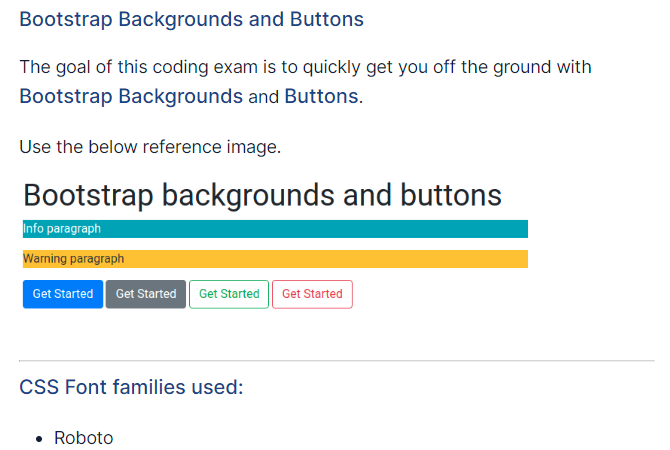 Bootstrap Backgrounds and Buttons
The goal of this coding exam is to quickly get you off the ground with
Bootstrap Backgrounds and Buttons.
Use the below reference image.
Bootstrap backgrounds and buttons
Info paragraph
Warning paragraph
Get Started Get Started Get Started Get Started
CSS Font families used:
• Roboto